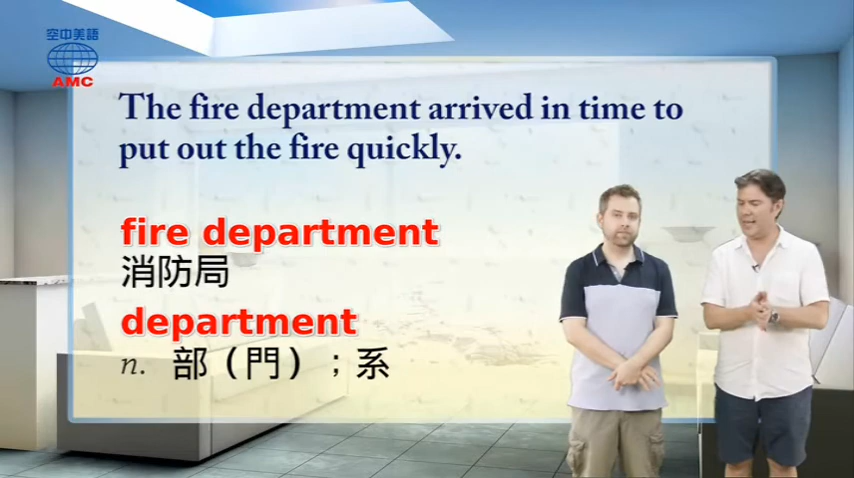 空中美語
AMC
The fire department arrived in time to
put out the fire quickly.
fire department
消防局
department
n. 部（門）；系